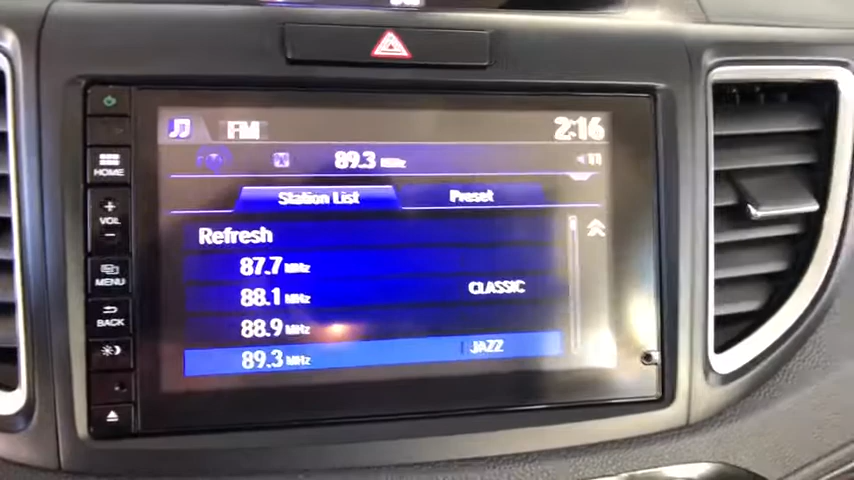 FM 2:16
89.3 MHz 11
Station List Preset
Refresh
87.7 MHz
88.1 MHz CLASSIC
88.9 MHz
89.3 MHz JAZZ
HOME
+
VOL
−
MENU
BACK